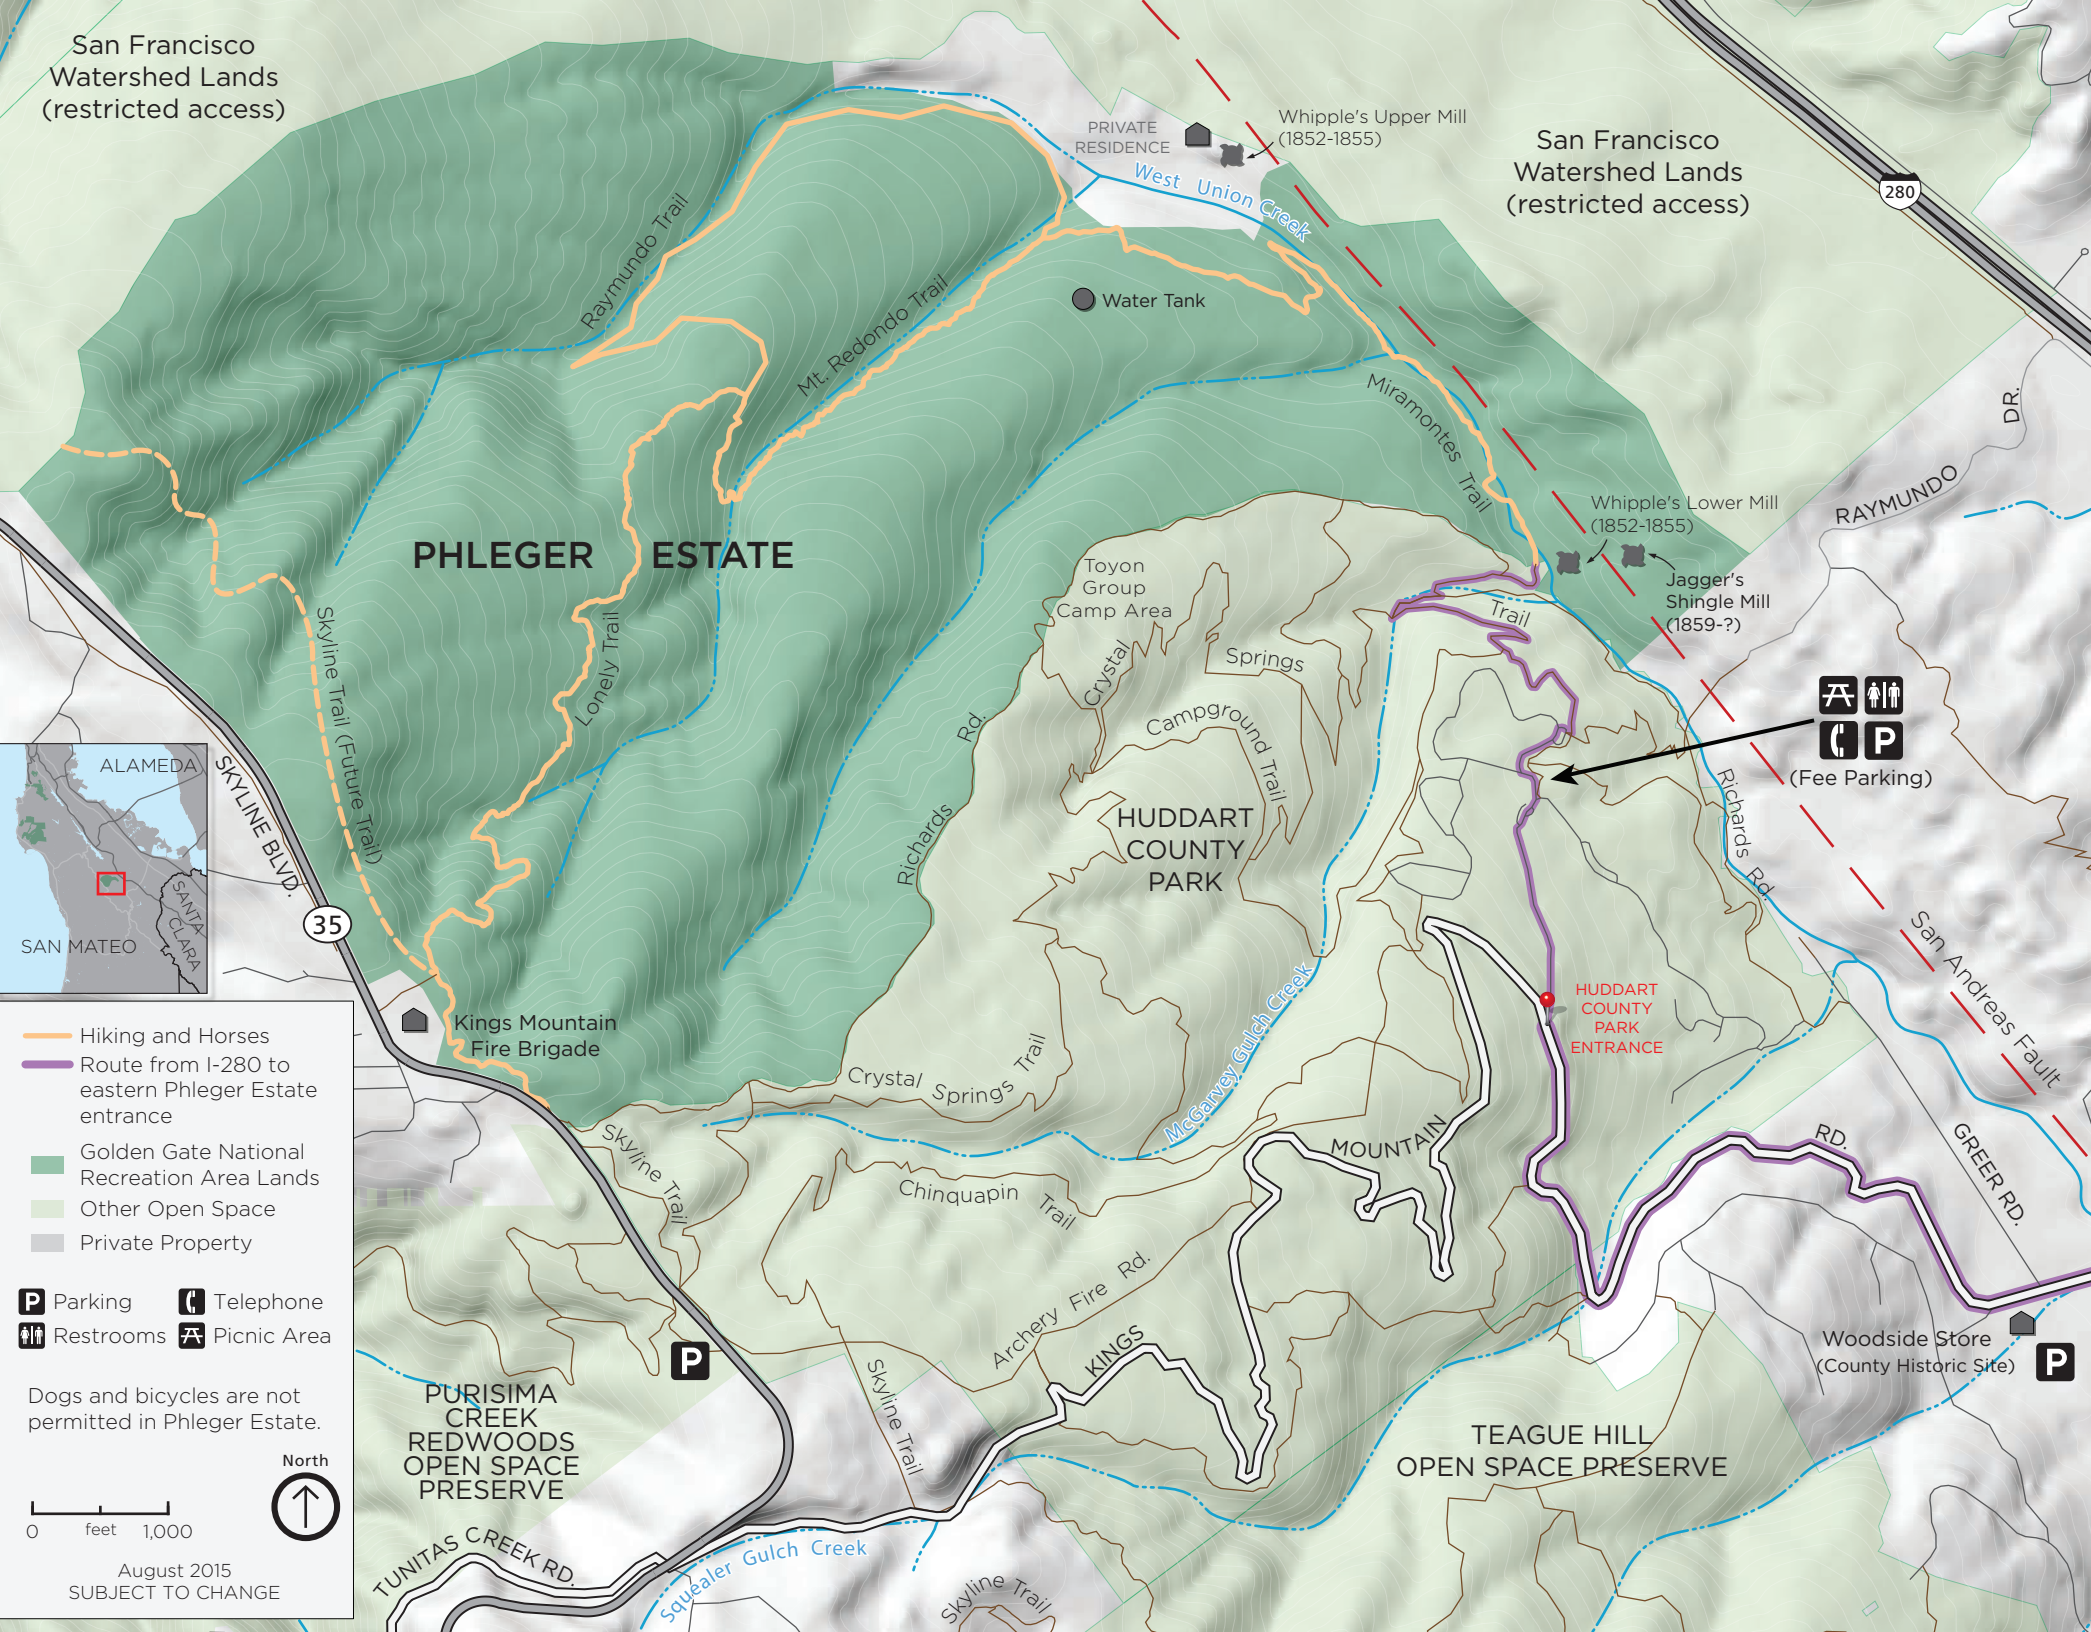 San Francisco
Watershed Lands
(restricted access)
PRIVATE
RESIDENCE
Whipple's Upper Mill
(1852-1855)
San Francisco
Watershed Lands
(restricted access)
280
West Union Creek
Raymundo Trail
Mt. Redondo Trail
Water Tank
Miramontes Trail
DR.
RAYMUNDO
Whipple's Lower Mill
(1852-1855)
Jagger's
Shingle Mill
(1859-?)
PHLEGER ESTATE
Toyon
Group
Camp Area
Trail
Crystal
Springs
Skyline Trail (Future Trail)
Lonely Trail
Campground Trail
Richards Rd.
P
(Fee Parking)
Richards Rd.
HUDDART
COUNTY
PARK
ALAMEDA
SANTA
CLARA
SAN MATEO
SKYLINE BLVD.
35
San Andreas Fault
HUDDART
COUNTY
PARK
ENTRANCE
Kings Mountain
Fire Brigade
McGarvey Gulch Creek
Crystal Springs Trail
Hiking and Horses
Route from I-280 to
eastern Phleger Estate
entrance
Golden Gate National
Recreation Area Lands
Other Open Space
Private Property
P Parking
Telephone
Restrooms
Picnic Area
Dogs and bicycles are not
permitted in Phleger Estate.
North
0 feet 1,000
August 2015
SUBJECT TO CHANGE
Skyline Trail
Chinquapin Trail
MOUNTAIN
RD.
GREER RD.
Archery Fire Rd.
KINGS
P
Skyline Trail
Woodside Store
(County Historic Site)
P
PURISIMA
CREEK
REDWOODS
OPEN SPACE
PRESERVE
TEAGUE HILL
OPEN SPACE PRESERVE
TUNITAS CREEK RD.
Squealer Gulch Creek
Skyline Trail